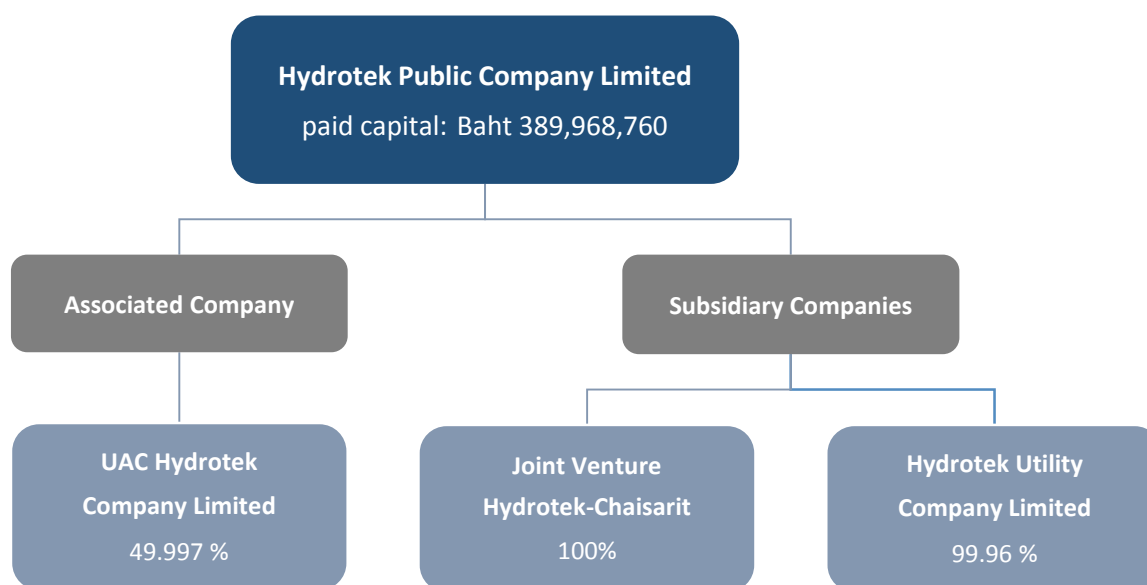 Hydrotek Public Company Limited
paid capital: Baht 389,968,760
Associated Company
Subsidiary Companies
UAC Hydrotek
Company Limited
49.997 %
Joint Venture
Hydrotek-Chaisarit
100%
Hydrotek Utility
Company Limited
99.96 %